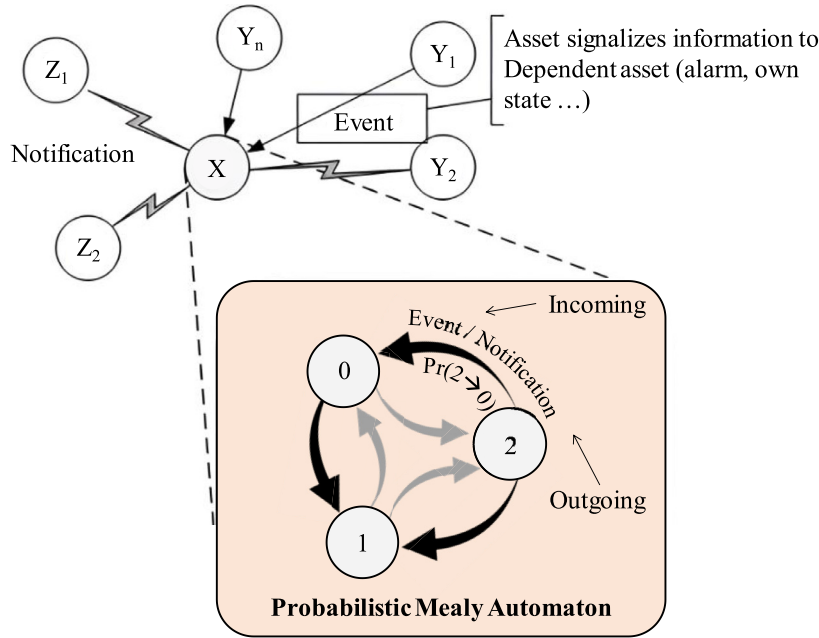 Yₙ
Y₁
Asset signalizes information to
Dependent asset (alarm, own
state …)
Z₁
Event
Notification
X
Y₂
Z₂
Incoming
Event / Notification
Pr(2→0)
0
2
Outgoing
1
Probabilistic Mealy Automaton